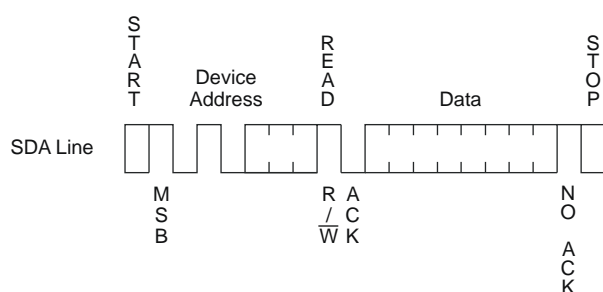 START
READ
STOP
Device
Address
Data
SDA Line
MSB
R/W
ACK
NO ACK